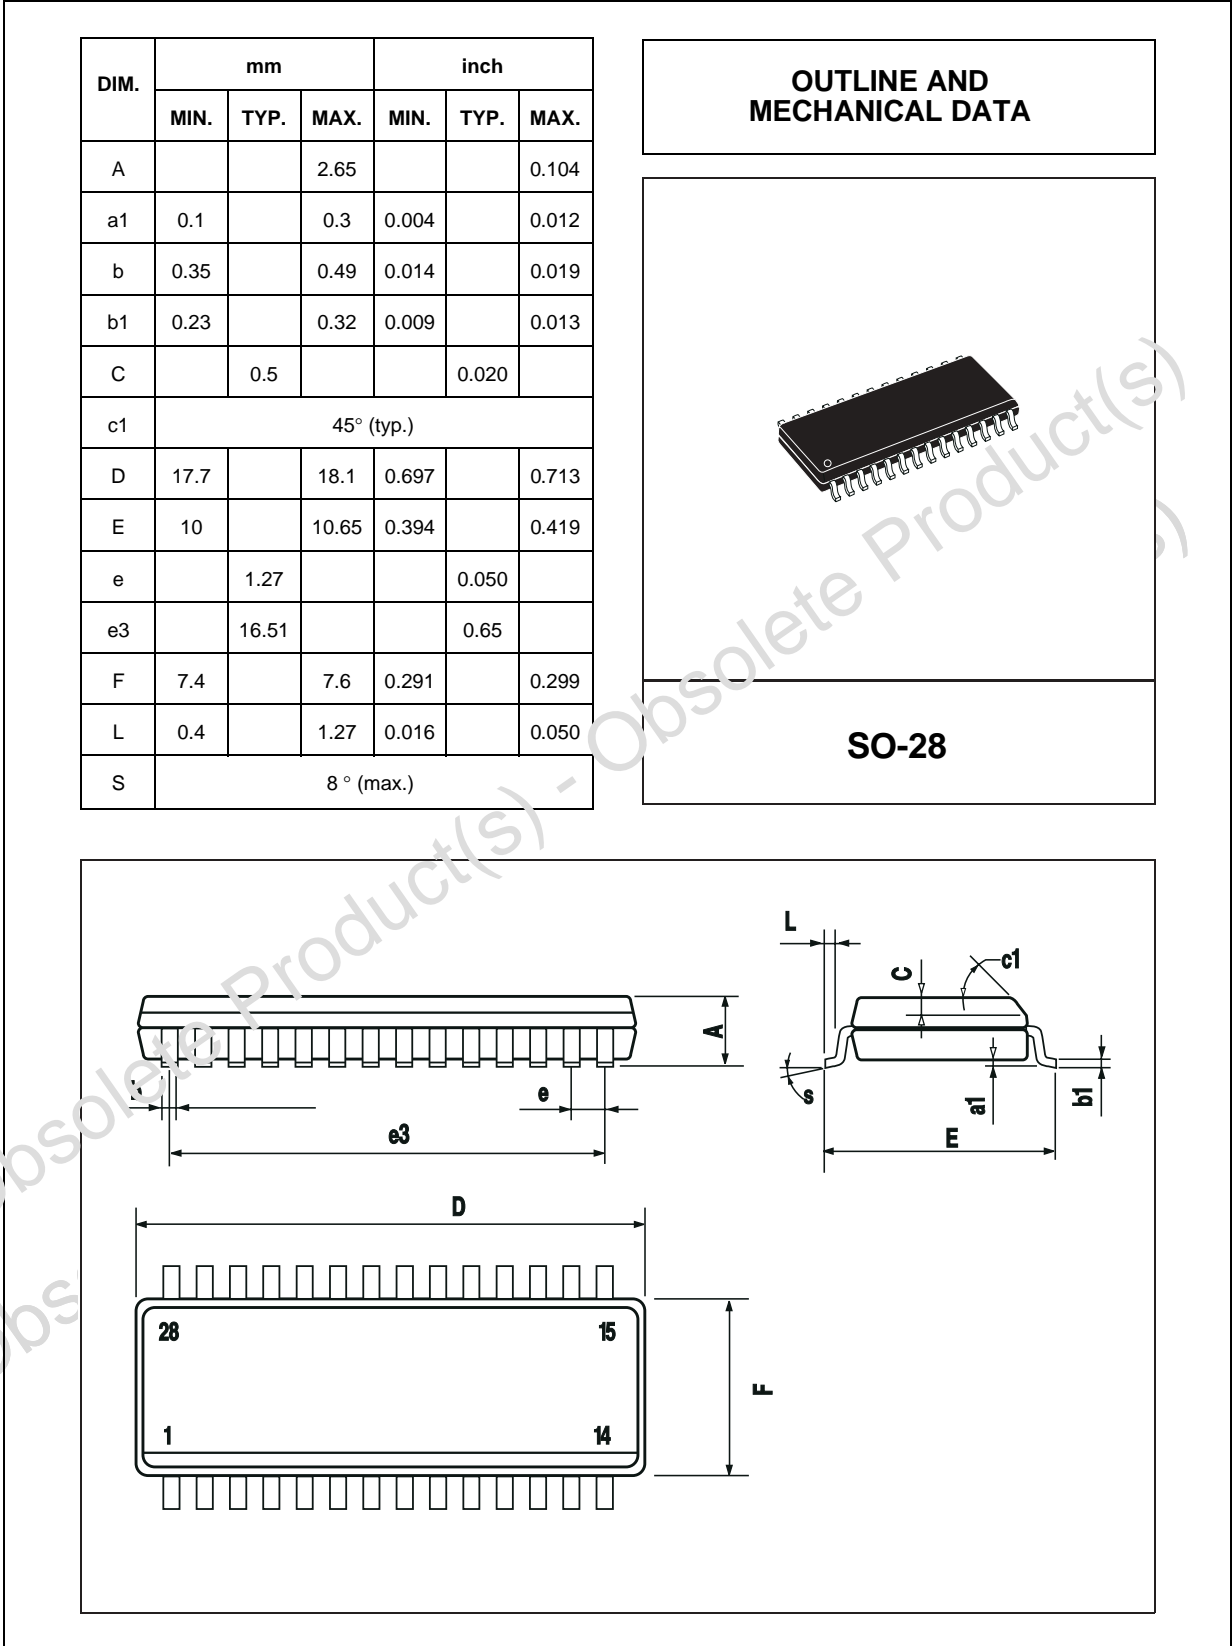 DIM. mm inch
MIN. TYP. MAX. MIN. TYP. MAX.
A 2.65 0.104
a1 0.1 0.3 0.004 0.012
b 0.35 0.49 0.014 0.019
b1 0.23 0.32 0.009 0.013
C 0.5 0.020
c1 45° (typ.)
D 17.7 18.1 0.697 0.713
E 10 10.65 0.394 0.419
e 1.27 0.050
e3 16.51 0.65
F 7.4 7.6 0.291 0.299
L 0.4 1.27 0.016 0.050
S 8 ° (max.)
OUTLINE AND
MECHANICAL DATA
SO-28
L
C
c1
A
e
s
a1
b1
e3
E
D
28 15
F
1 14
Obsolete Product(s) - Obsolete Product(s)